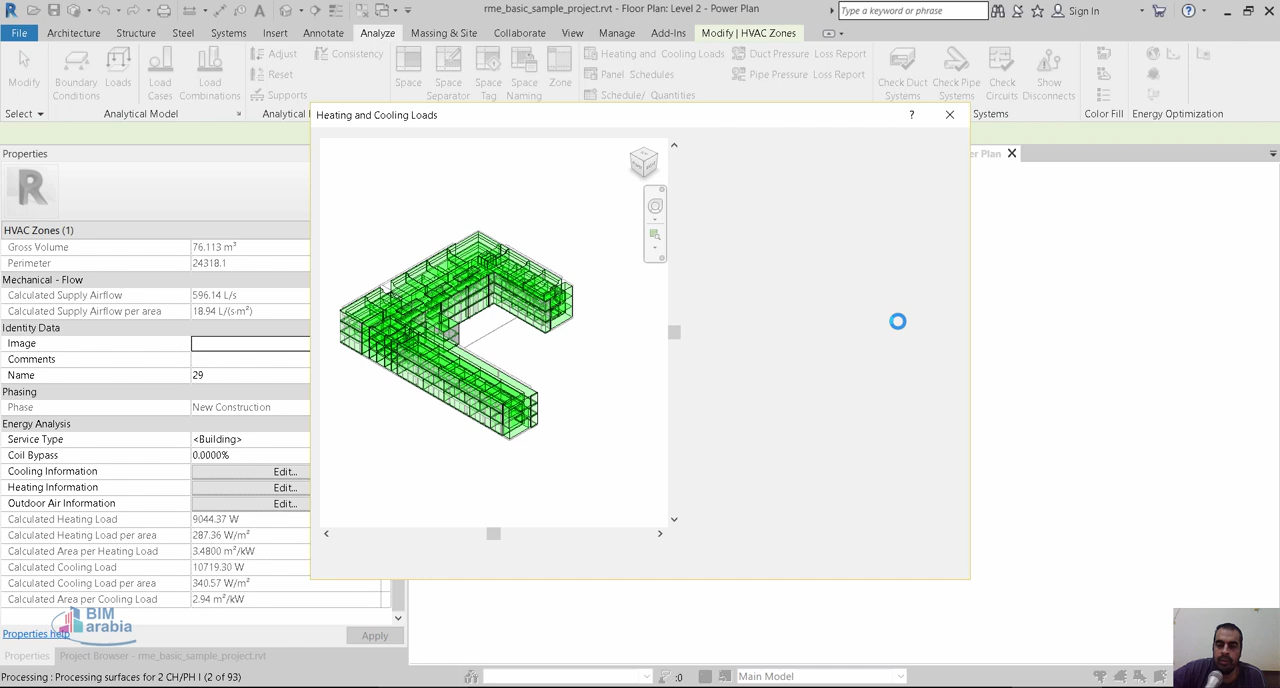 rme_basic_sample_project.rvt - Floor Plan: Level 2 - Power Plan
Type a keyword or phrase
Sign In
File Architecture Structure Steel Systems Insert Annotate Analyze Massing & Site Collaborate View Manage Add-Ins Modify | HVAC Zones
Modify
Boundary Conditions
Loads
Load Cases
Load Combinations
Adjust
Reset
Supports
Consistency
Space
Space Separator
Space Tag
Space Naming
Zone
Heating and Cooling Loads
Panel Schedules
Schedule/ Quantities
Duct Pressure Loss Report
Pipe Pressure Loss Report
Check Duct Systems
Check Pipe Systems
Check Circuits
Show Disconnects
Select
Analytical Model
Analytical
Systems
Color Fill
Energy Optimization
Heating and Cooling Loads
?
Properties
Plan
R
HVAC Zones (1)
Gross Volume 76.113 m³
Perimeter 24318.1
Mechanical - Flow
Calculated Supply Airflow 596.14 L/s
Calculated Supply Airflow per area 18.94 L/(s·m²)
Identity Data
Image
Comments
Name 29
Phasing
Phase New Construction
Energy Analysis
Service Type <Building>
Coil Bypass 0.0000%
Cooling Information Edit...
Heating Information Edit...
Outdoor Air Information Edit...
Calculated Heating Load 9044.37 W
Calculated Heating Load per area 287.36 W/m²
Calculated Area per Heating Load 3.4800 m²/kW
Calculated Cooling Load 10719.30 W
Calculated Cooling Load per area 340.57 W/m²
Calculated Area per Cooling Load 2.94 m²/kW
BIM
arabia
Properties help
Apply
Properties Project Browser - rme_basic_sample_project.rvt
Processing : Processing surfaces for 2 CH/PH I (2 of 93)
:0
Main Model